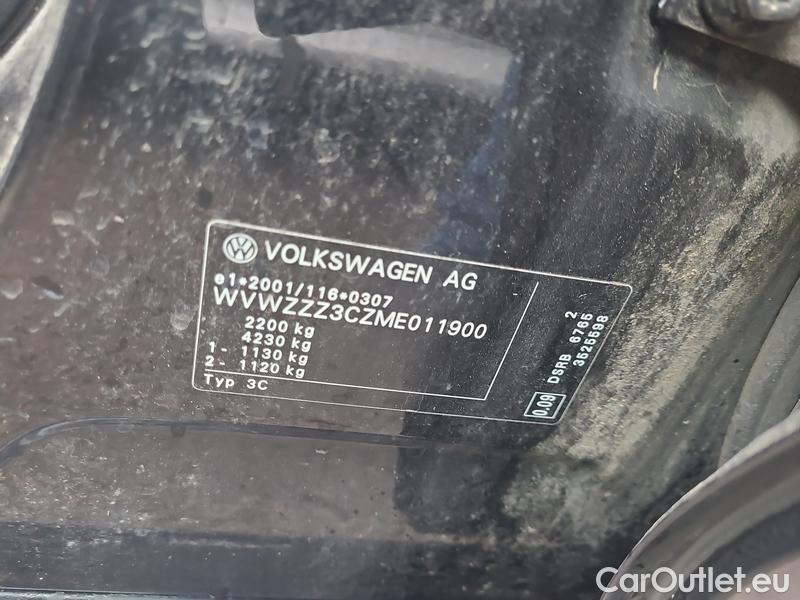 VOLKSWAGEN AG
e1*2001/116*0307
WVWZZZ3CZME011900
2200 kg
4230 kg
1 - 1130 kg
2 - 1120 kg
Typ 3C
2
DSRB 6765
3525598
0.09
CarOutlet.eu